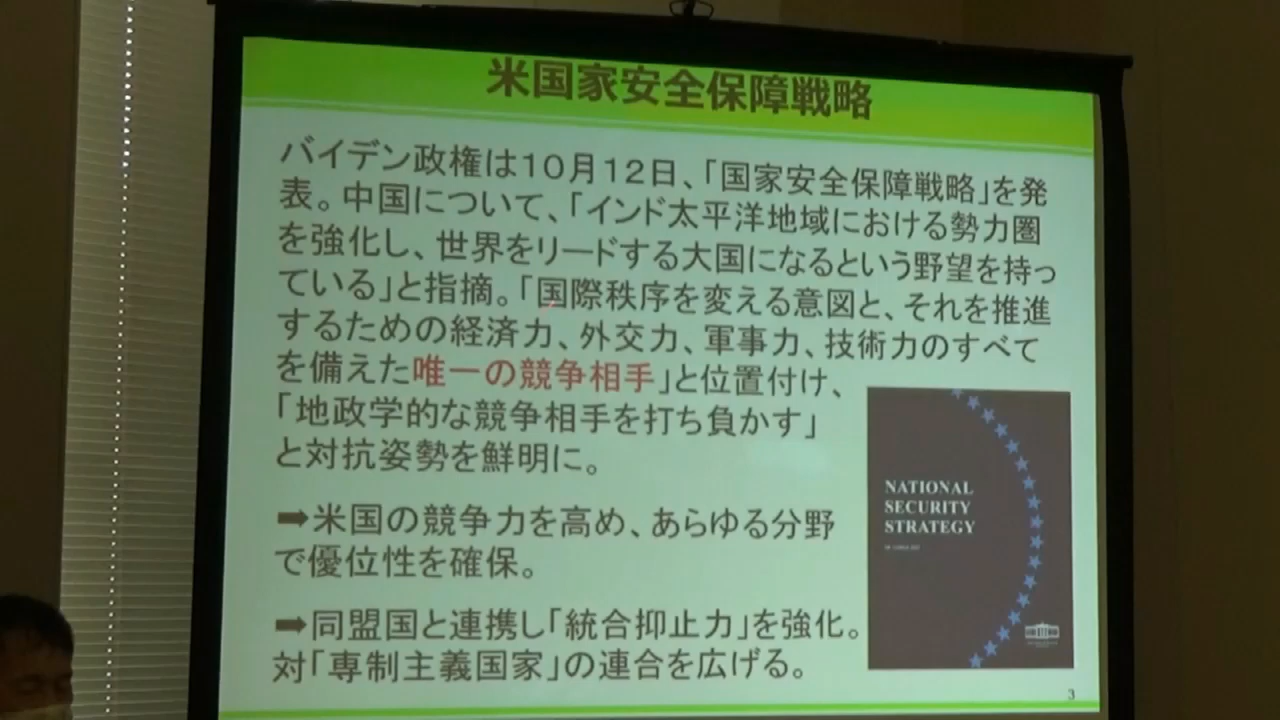 米国家安全保障戦略
バイデン政権は１０月１２日、「国家安全保障戦略」を発
表。中国について、「インド太平洋地域における勢力圏
を強化し、世界をリードする大国になるという野望を持っ
ている」と指摘。「国際秩序を変える意図と、それを推進
するための経済力、外交力、軍事力、技術力のすべて
を備えた唯一の競争相手」と位置付け、
「地政学的な競争相手を打ち負かす」
と対抗姿勢を鮮明に。
➡米国の競争力を高め、あらゆる分野
で優位性を確保。
➡同盟国と連携し「統合抑止力」を強化。
対「専制主義国家」の連合を広げる。
NATIONAL
SECURITY
STRATEGY
3